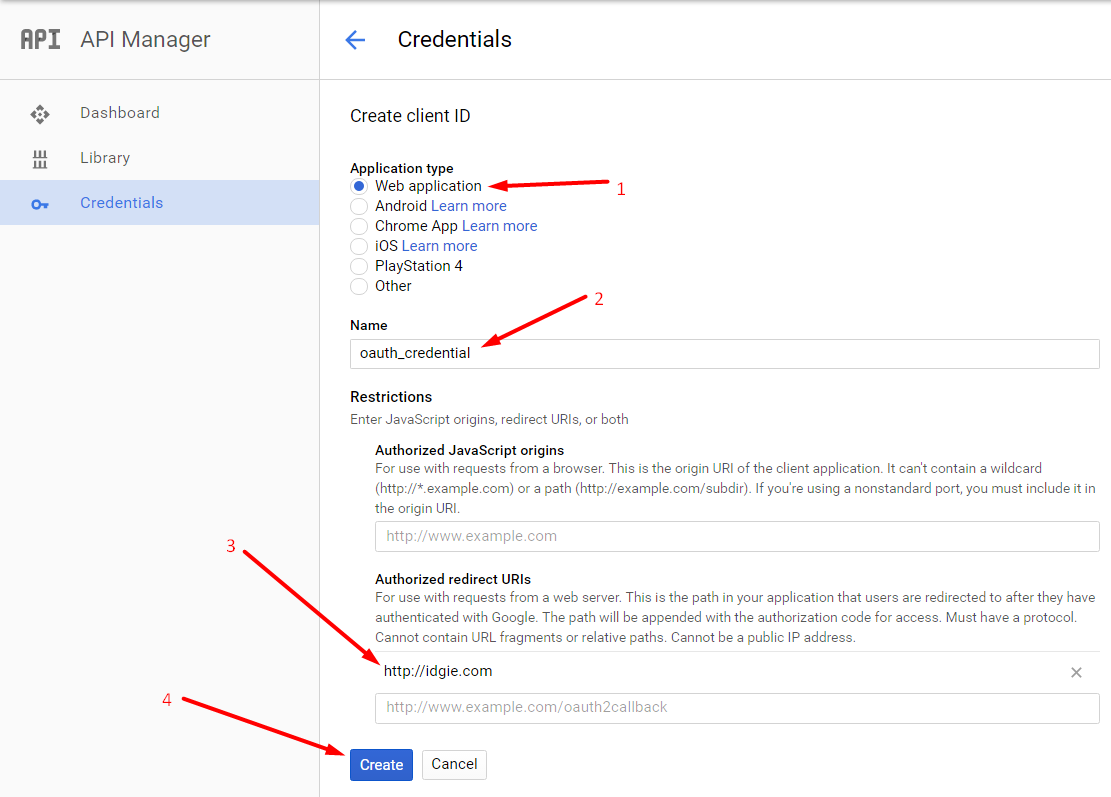 API API Manager
Credentials
Dashboard
Library
Credentials
Create client ID
Application type
Web application
1
Android Learn more
Chrome App Learn more
iOS Learn more
PlayStation 4
Other
2
Name
oauth_credential
Restrictions
Enter JavaScript origins, redirect URIs, or both
Authorized JavaScript origins
For use with requests from a browser. This is the origin URI of the client application. It can't contain a wildcard
(http://*.example.com) or a path (http://example.com/subdir). If you're using a nonstandard port, you must include it in
the origin URI.
http://www.example.com
3
Authorized redirect URIs
For use with requests from a web server. This is the path in your application that users are redirected to after they have
authenticated with Google. The path will be appended with the authorization code for access. Must have a protocol.
Cannot contain URL fragments or relative paths. Cannot be a public IP address.
http://idgie.com
4
http://www.example.com/oauth2callback
Create Cancel